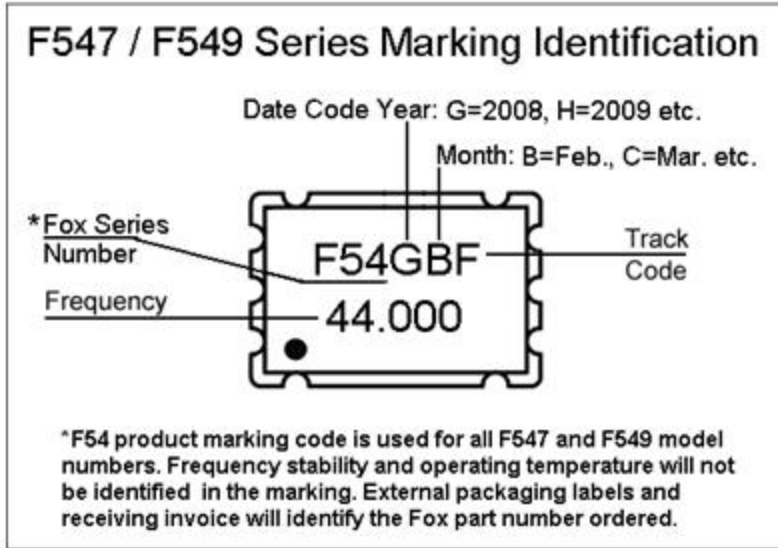 F547 / F549 Series Marking Identification
Date Code Year: G=2008, H=2009 etc.
Month: B=Feb., C=Mar. etc.
*Fox Series
Number
F54GBF
Track
Code
Frequency
44.000
*F54 product marking code is used for all F547 and F549 model
numbers. Frequency stability and operating temperature will not
be identified in the marking. External packaging labels and
receiving invoice will identify the Fox part number ordered.